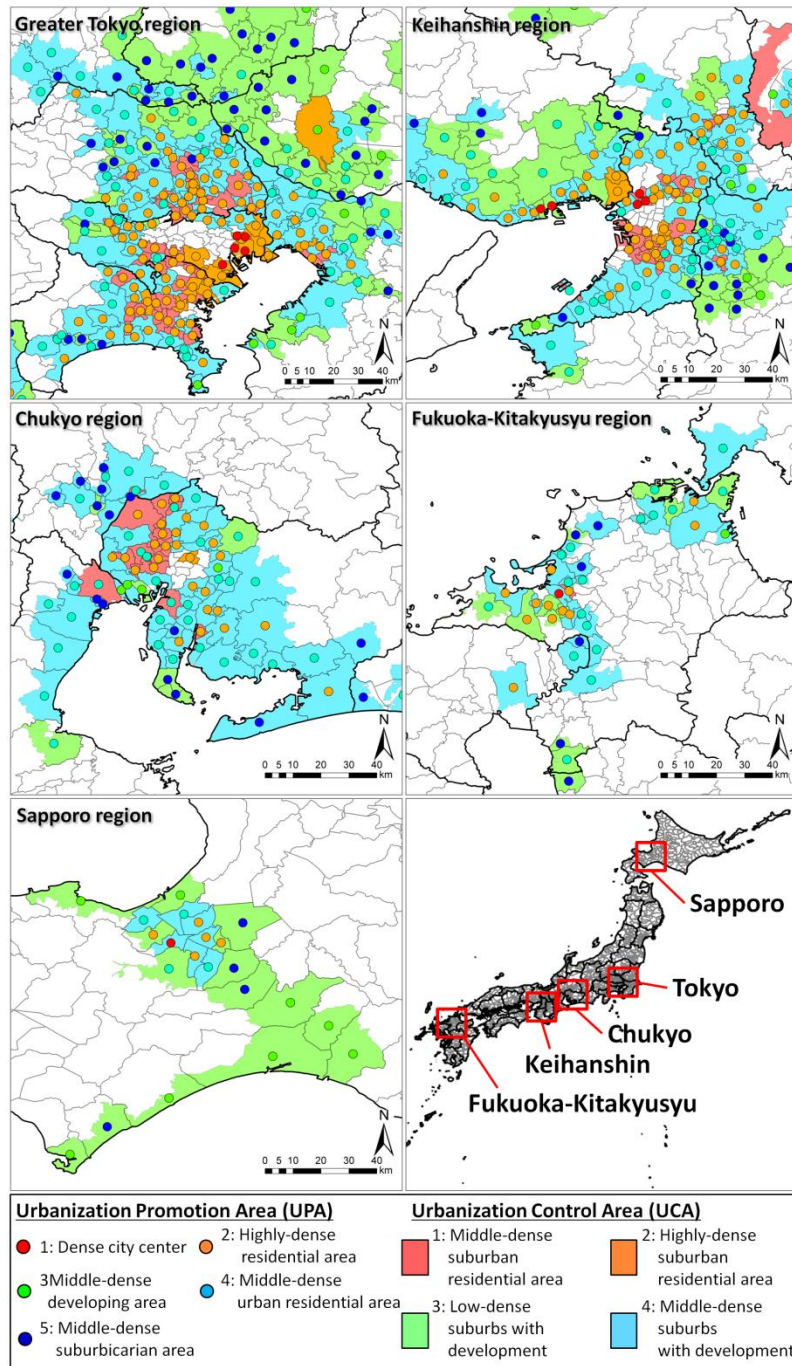 Greater Tokyo region
N
0 5 10 20 30 40
km
Keihanshin region
N
0 5 10 20 30 40
km
Chukyo region
N
0 5 10 20 30 40
km
Fukuoka-Kitakyusyu region
N
0 5 10 20 30 40
km
Sapporo region
N
0 5 10 20 30 40
km
Sapporo
Tokyo
Chukyo
Keihanshin
Fukuoka-Kitakyusyu
Urbanization Promotion Area (UPA)
1: Dense city center
2: Highly-dense
residential area
3Middle-dense
developing area
4: Middle-dense
urban residential area
5: Middle-dense
suburbicarian area
Urbanization Control Area (UCA)
1: Middle-dense
suburban
residential area
2: Highly-dense
suburban
residential area
3: Low-dense
suburbs with
development
4: Middle-dense
suburbs
with development